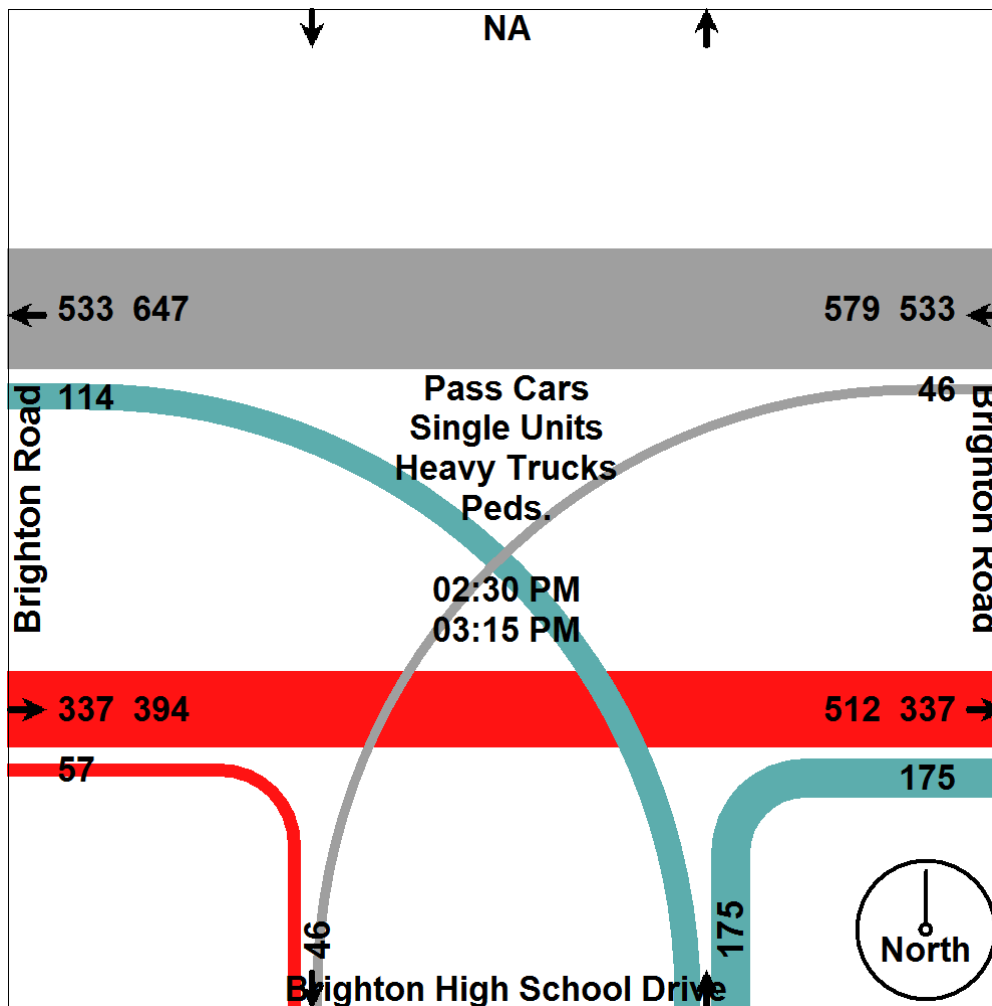 NA
533 647
579 533
114
46
Pass Cars
Single Units
Heavy Trucks
Peds.
Brighton Road
Brighton Road
02:30 PM
03:15 PM
337 394
512 337
57
175
46
175
North
Brighton High School Drive